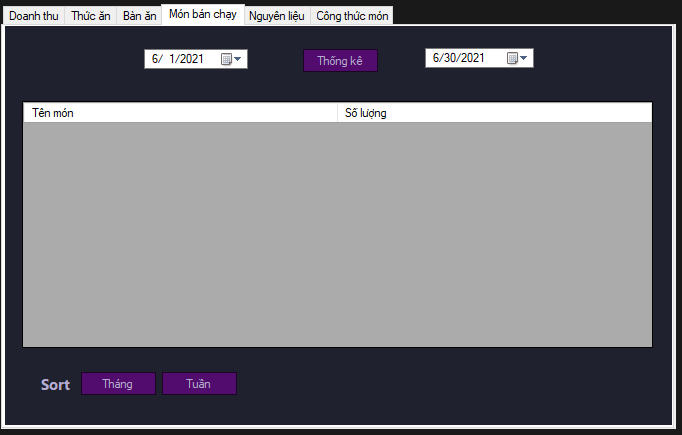 Doanh thu Thức ăn Bàn ăn Món bán chạy Nguyên liệu Công thức món
6/ 1/2021 Thống kê 6/30/2021
Tên món Số lượng
Sort Tháng Tuần